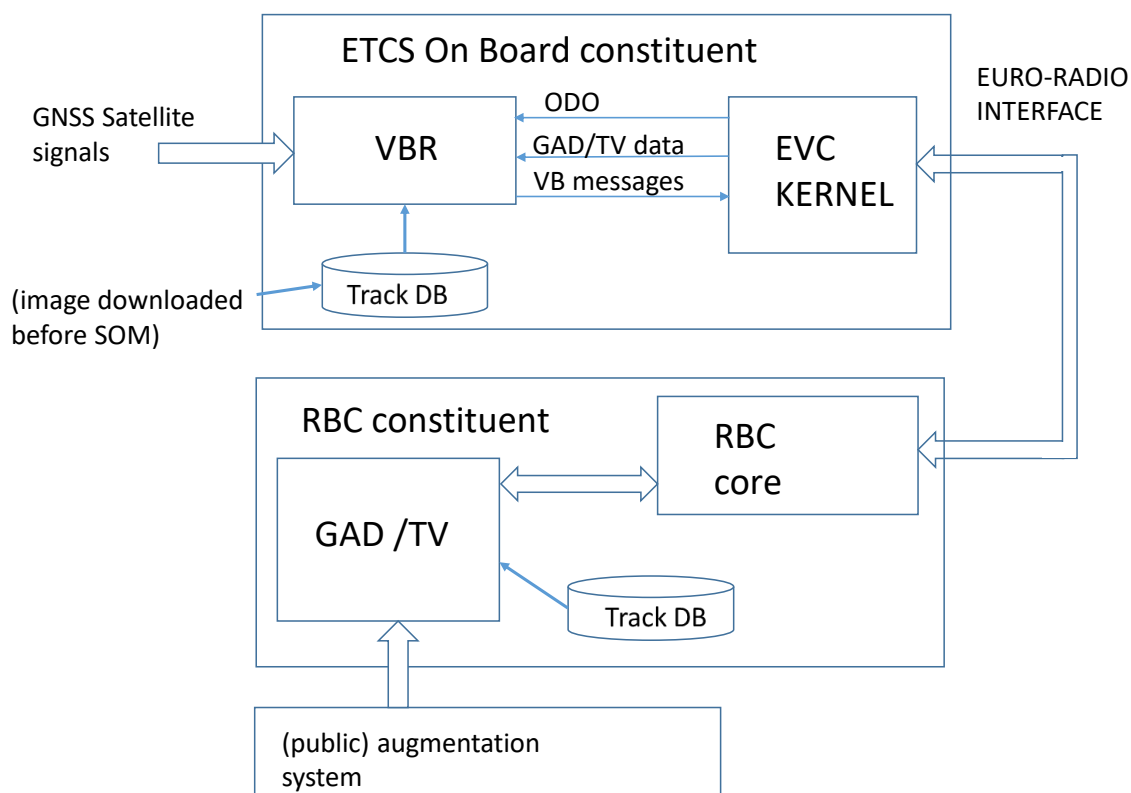 ETCS On Board constituent
EURO-RADIO
INTERFACE
GNSS Satellite
signals
VBR
ODO
GAD/TV data
VB messages
EVC
KERNEL
Track DB
(image downloaded
before SOM)
RBC constituent
RBC
core
GAD /TV
Track DB
(public) augmentation
system